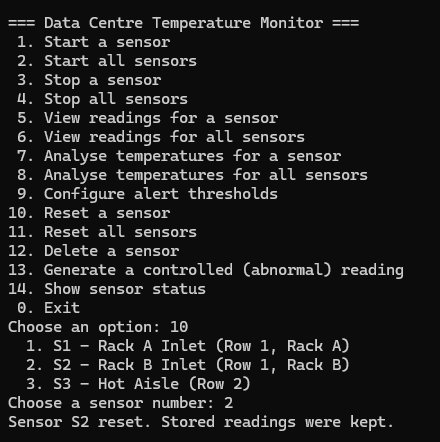 === Data Centre Temperature Monitor ===
 1. Start a sensor
 2. Start all sensors
 3. Stop a sensor
 4. Stop all sensors
 5. View readings for a sensor
 6. View readings for all sensors
 7. Analyse temperatures for a sensor
 8. Analyse temperatures for all sensors
 9. Configure alert thresholds
10. Reset a sensor
11. Reset all sensors
12. Delete a sensor
13. Generate a controlled (abnormal) reading
14. Show sensor status
 0. Exit
Choose an option: 10
  1. S1 - Rack A Inlet (Row 1, Rack A)
  2. S2 - Rack B Inlet (Row 1, Rack B)
  3. S3 - Hot Aisle (Row 2)
Choose a sensor number: 2
Sensor S2 reset. Stored readings were kept.